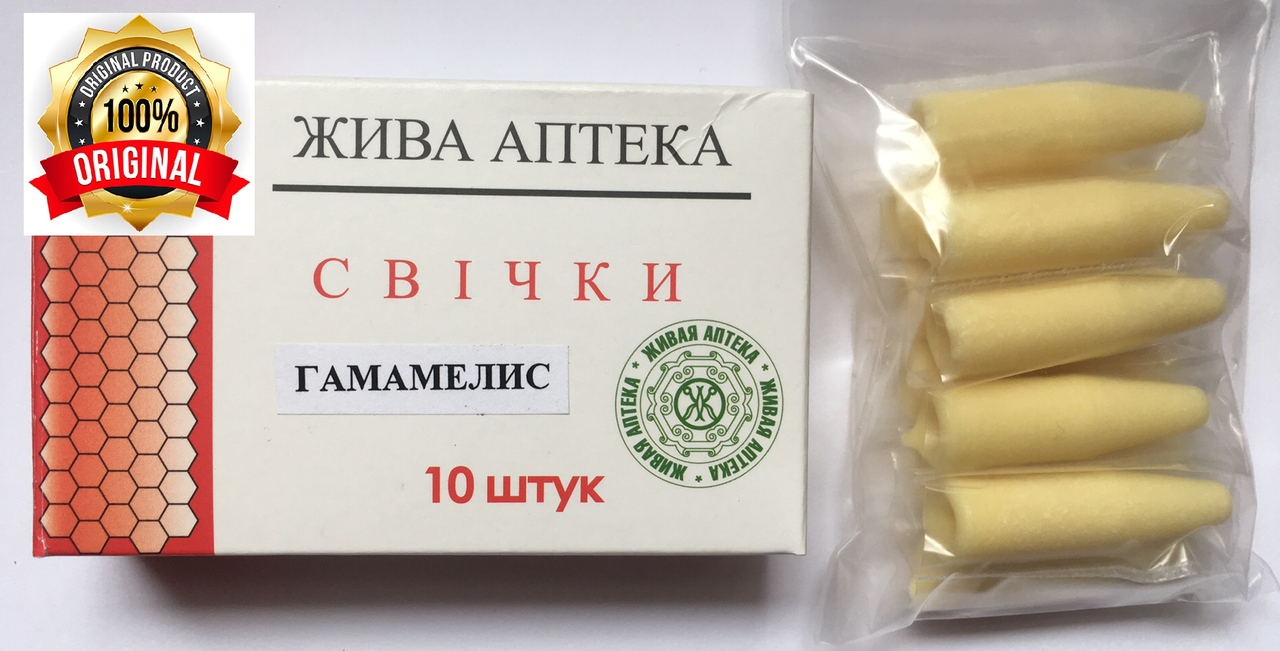 ORIGINAL PRODUCT
100%
ORIGINAL
ЖИВА АПТЕКА
СВІЧКИ
ГАМАМЕЛИС
10 штук
ЖИВАЯ АПТЕКА * ЖИВАЯ АПТЕКА * ЖИВАЯ АПТЕКА *